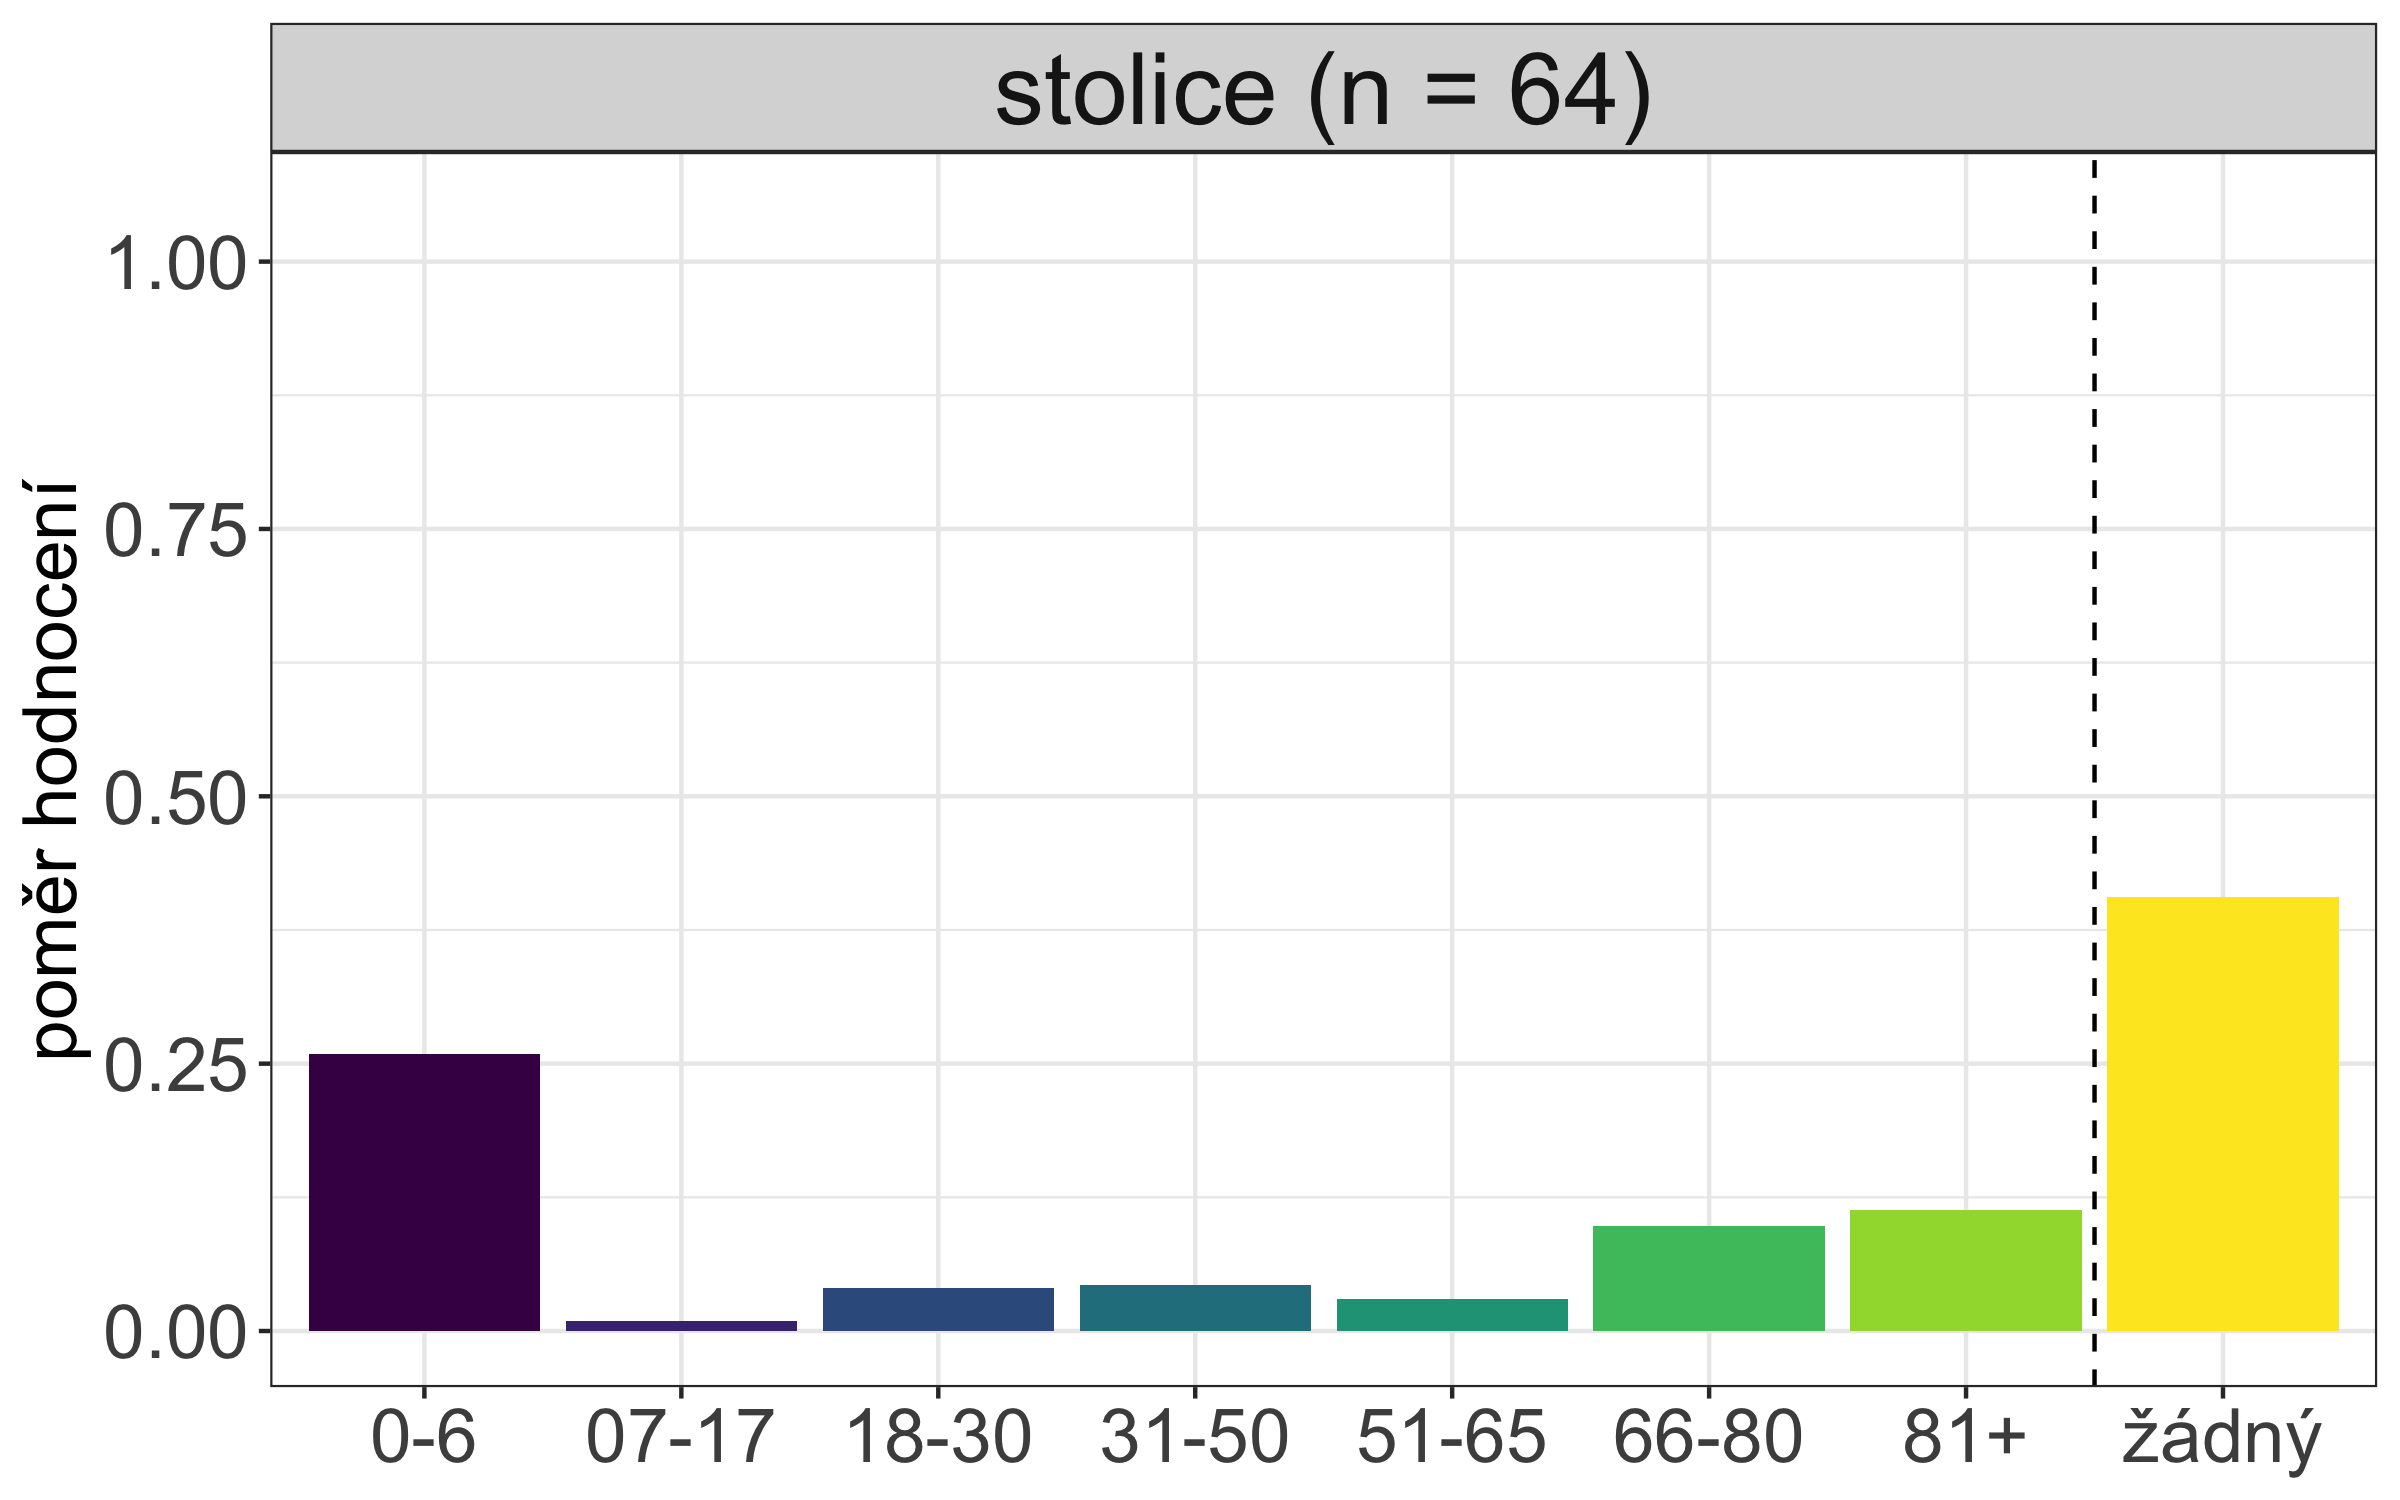 stolice (n = 64)
poměr hodnocení
1.00
0.75
0.50
0.25
0.00
0-6 07-17 18-30 31-50 51-65 66-80 81+ žádný